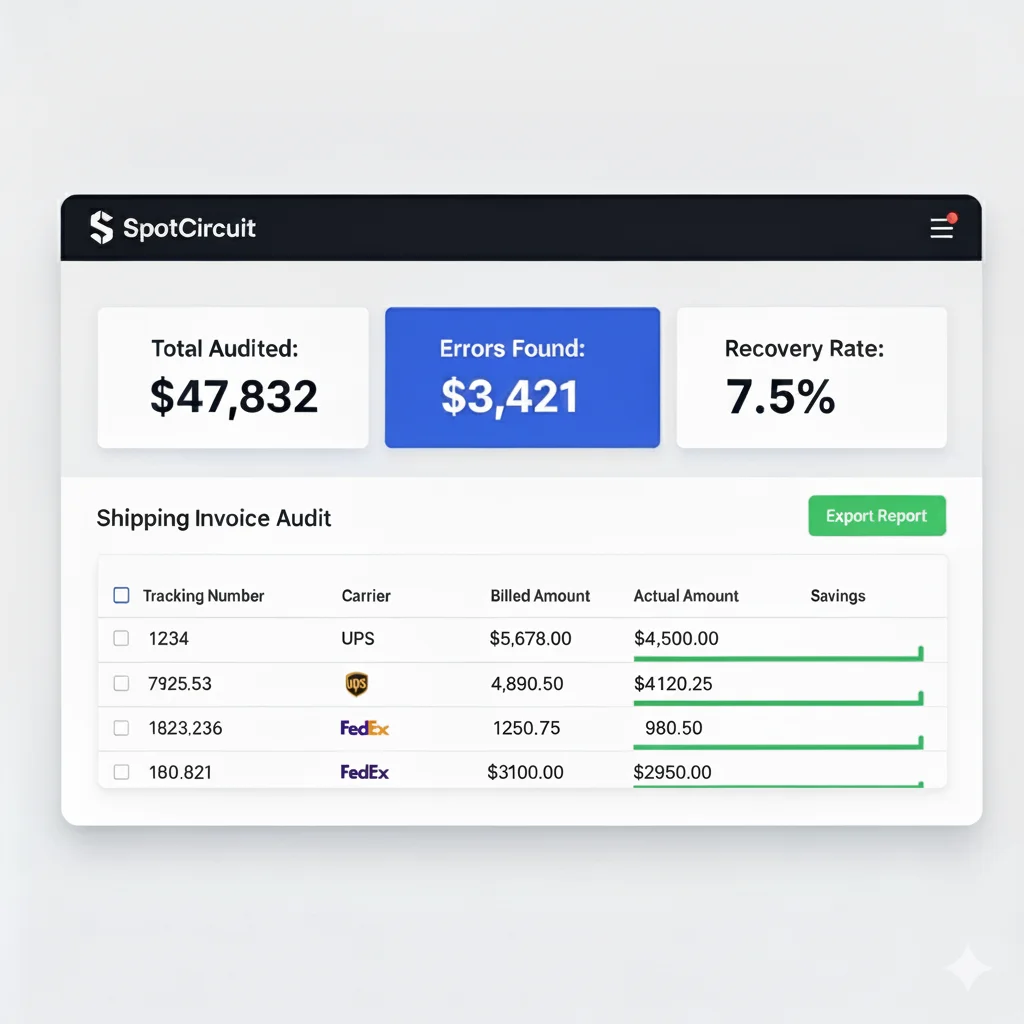 SpotCircuit
Total Audited: Errors Found: Recovery Rate:
$47,832 $3,421 7.5%
Shipping Invoice Audit Export Report
Tracking Number Carrier Billed Amount Actual Amount Savings
1234 UPS $5,678.00 $4,500.00
7925.53 ups 4,890.50 $4120.25
1823,236 FedEx 1250.75 980.50
180.821 FedEx $3100.00 $2950.00